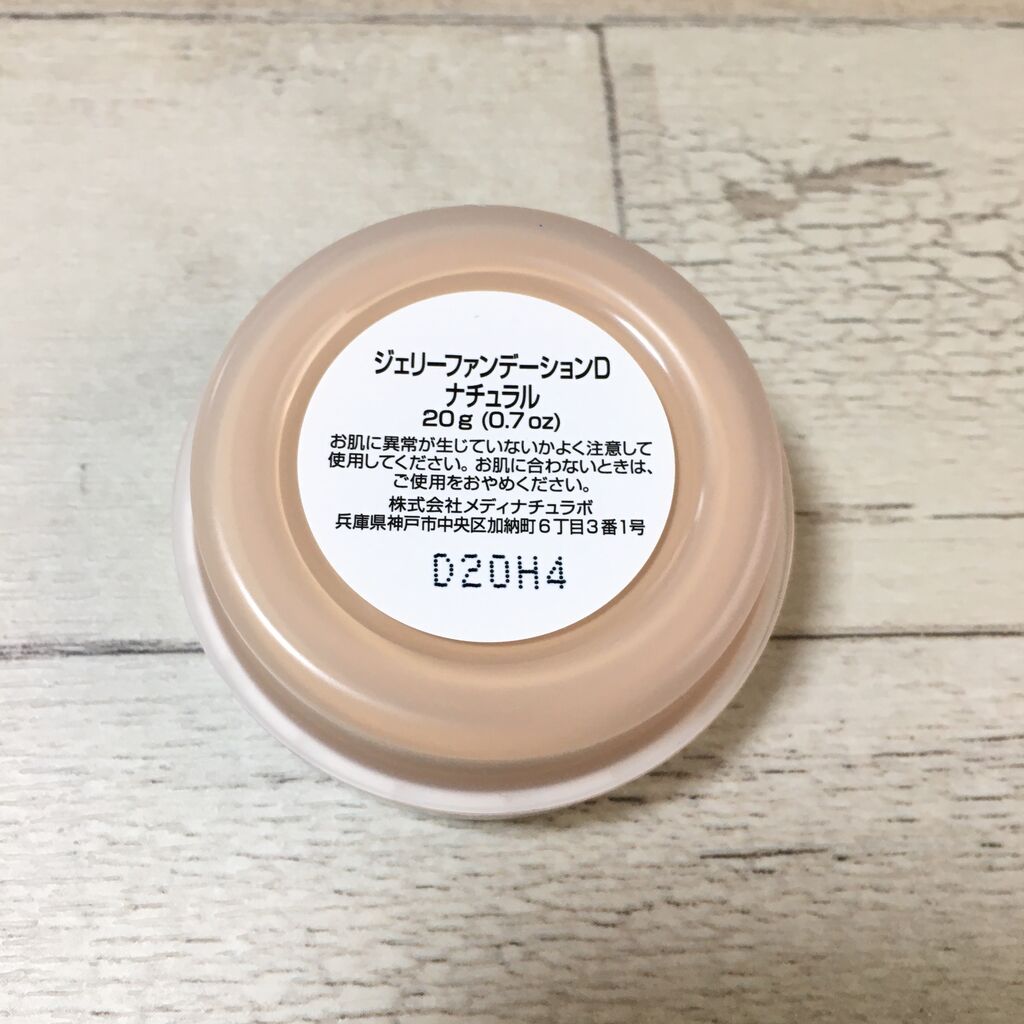 ジェリーファンデーションD
ナチュラル
20g (0.7oz)
お肌に異常が生じていないかよく注意して
使用してください。お肌に合わないときは、
ご使用をおやめください。
株式会社メディナチュラボ
兵庫県神戸市中央区加納町6丁目3番1号
D20H4